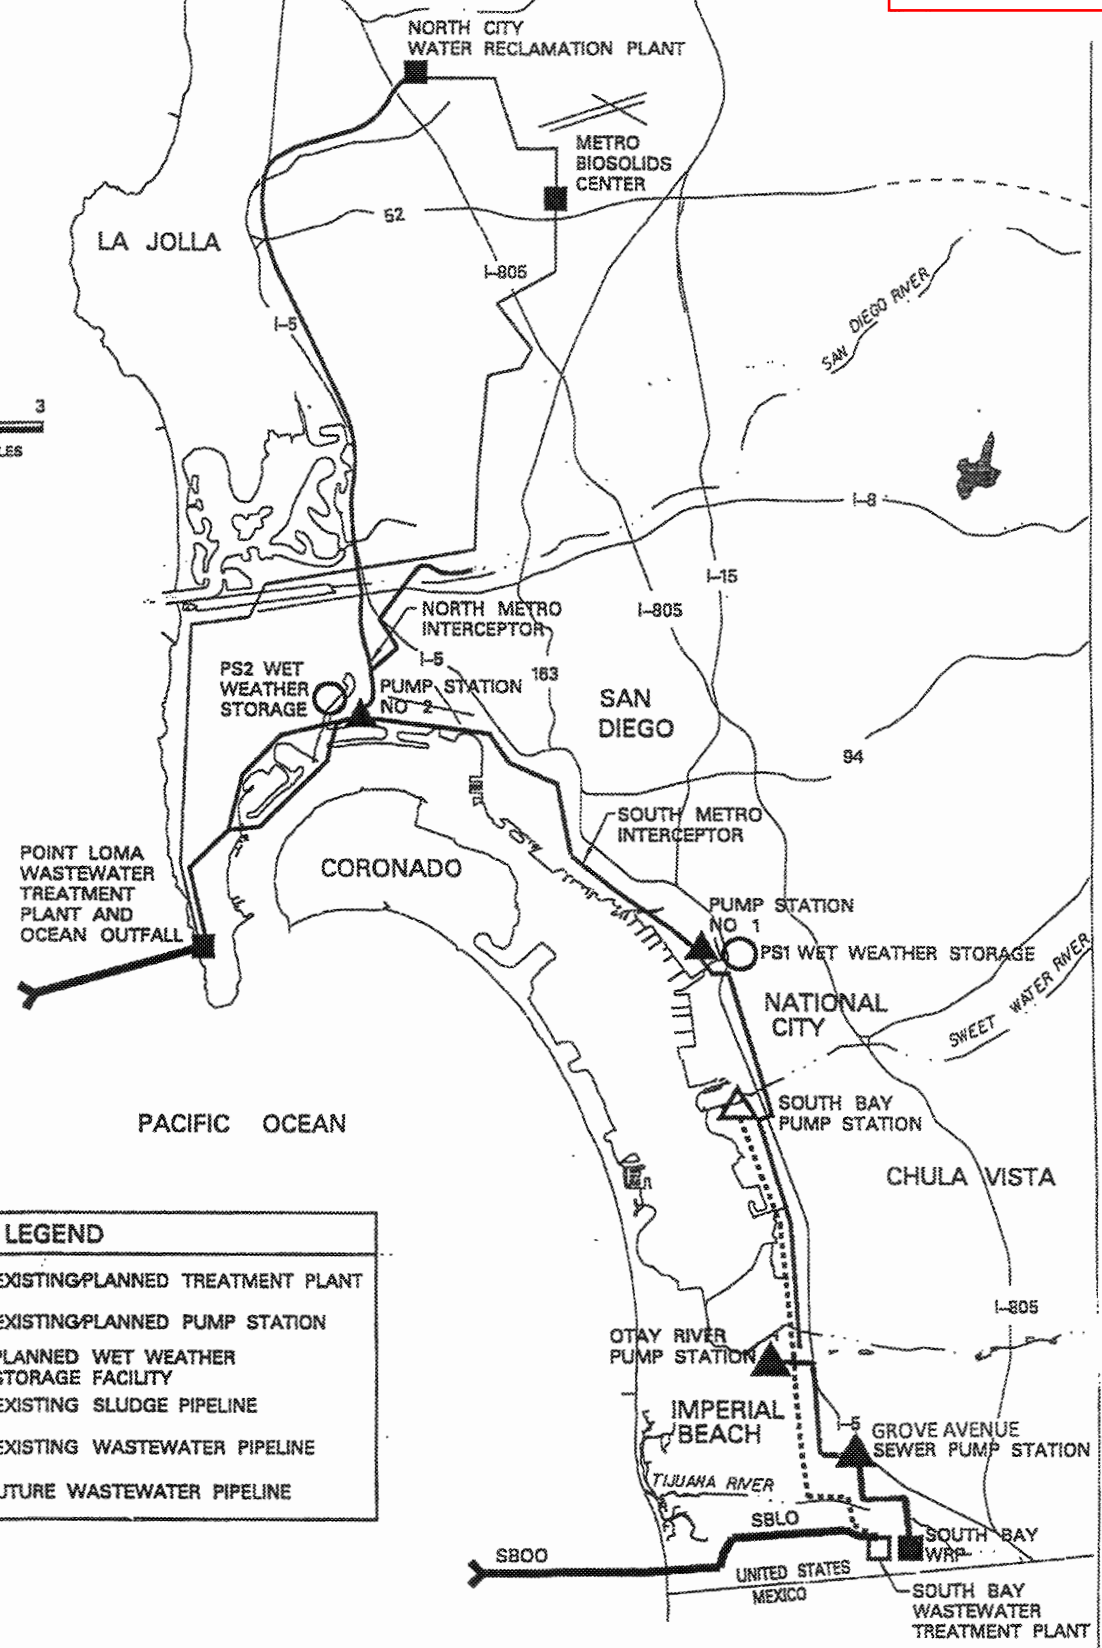 NORTH CITY
WATER RECLAMATION PLANT
METRO
BIOSOLIDS
CENTER
52
LA JOLLA
I-805
SAN DIEGO RIVER
I-5
3
LES
I-8
I-15
I-805
NORTH METRO
INTERCEPTOR
I-5
163
PS2 WET
WEATHER
STORAGE
PUMP STATION
NO 2
SAN
DIEGO
94
SOUTH METRO
INTERCEPTOR
POINT LOMA
WASTEWATER
TREATMENT
PLANT AND
OCEAN OUTFALL
CORONADO
PUMP STATION
NO 1
PS1 WET WEATHER STORAGE
NATIONAL
CITY
SWEET WATER RIVER
SOUTH BAY
PUMP STATION
PACIFIC OCEAN
CHULA VISTA
LEGEND
EXISTING/PLANNED TREATMENT PLANT
EXISTING/PLANNED PUMP STATION
PLANNED WET WEATHER
STORAGE FACILITY
EXISTING SLUDGE PIPELINE
EXISTING WASTEWATER PIPELINE
UTURE WASTEWATER PIPELINE
I-805
OTAY RIVER
PUMP STATION
IMPERIAL
BEACH
I-5
GROVE AVENUE
SEWER PUMP STATION
TIJUANA RIVER
SBLO
SBOO
SOUTH BAY
WRP
UNITED STATES
MEXICO
SOUTH BAY
WASTEWATER
TREATMENT PLANT